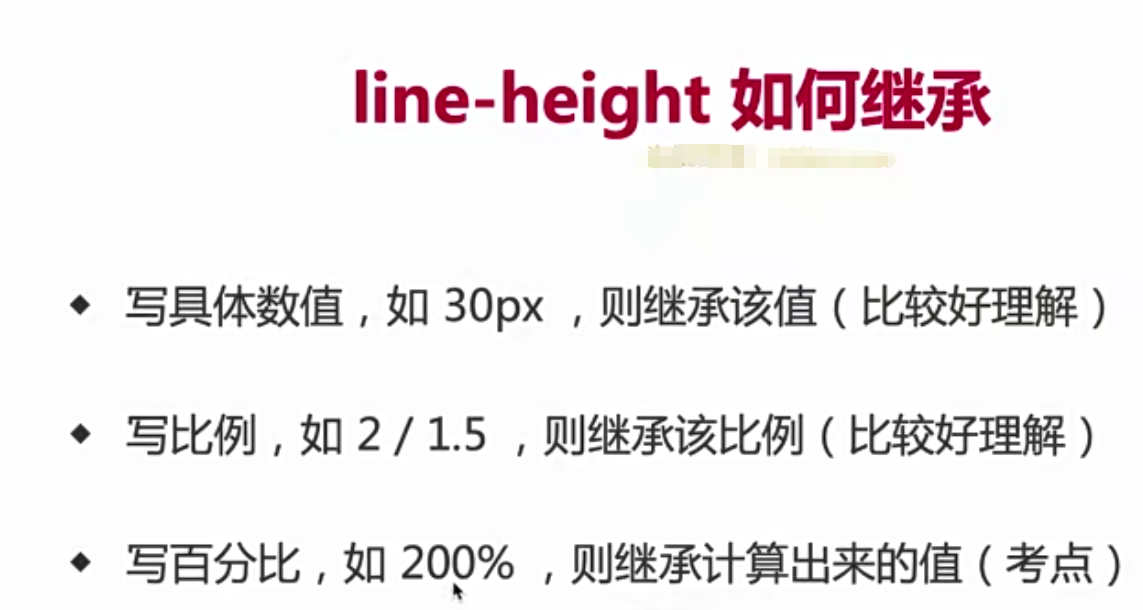 line-height 如何继承
◆ 写具体数值，如 30px ，则继承该值（比较好理解）
◆ 写比例，如 2 / 1.5 ，则继承该比例（比较好理解）
◆ 写百分比，如 200% ，则继承计算出来的值（考点）